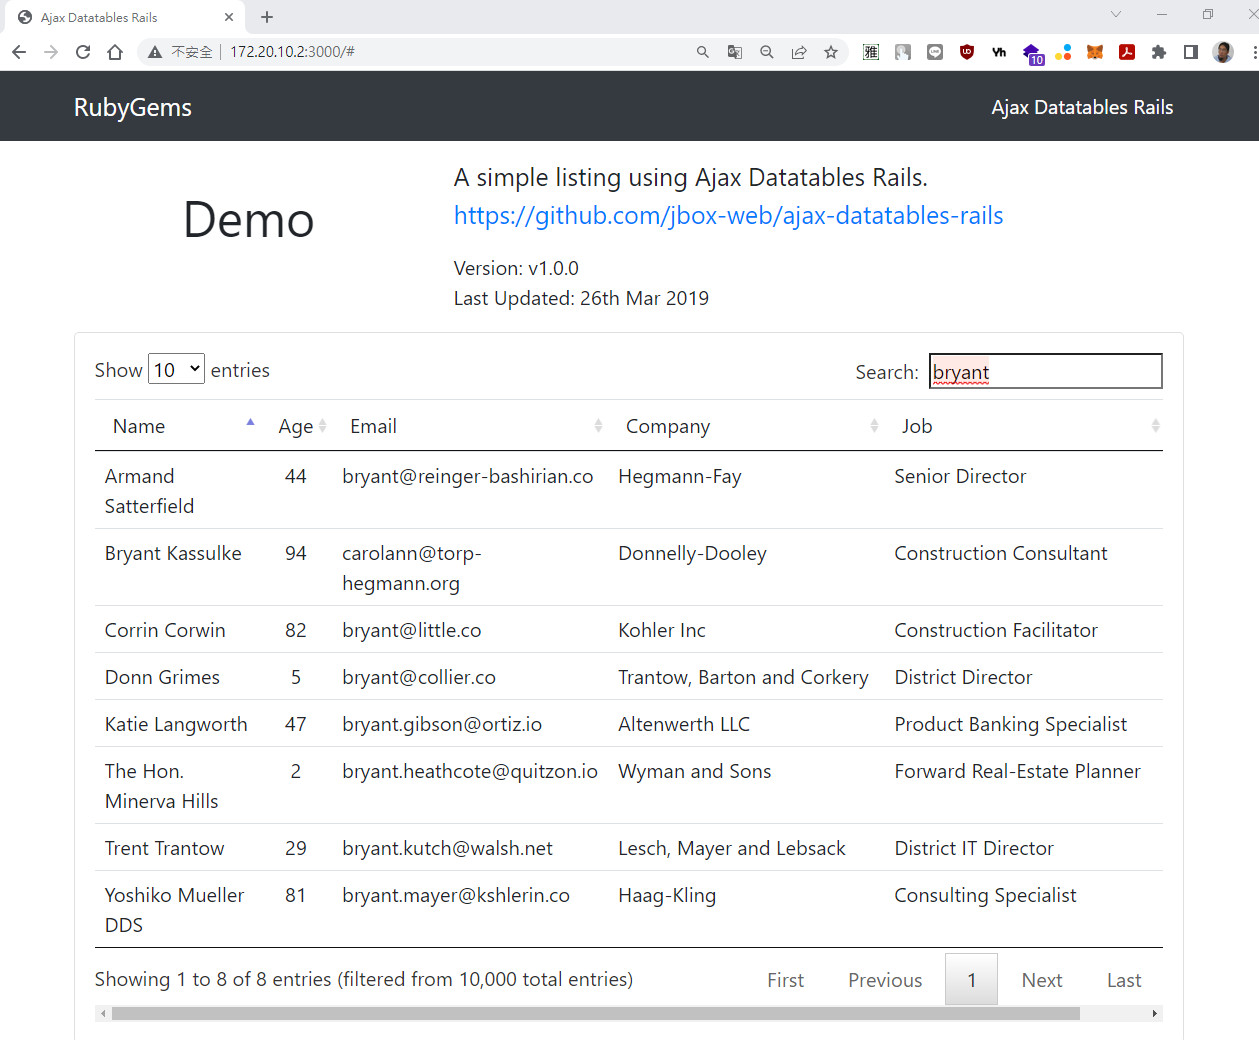 Ajax Datatables Rails
不安全 172.20.10.2:3000/#
雅
Yh
10
RubyGems
Ajax Datatables Rails
Demo
A simple listing using Ajax Datatables Rails.
https://github.com/jbox-web/ajax-datatables-rails
Version: v1.0.0
Last Updated: 26th Mar 2019
Show 10 entries
Search: bryant
Name Age Email Company Job
Armand 44 bryant@reinger-bashirian.co Hegmann-Fay Senior Director
Satterfield
Bryant Kassulke 94 carolann@torp- Donnelly-Dooley Construction Consultant
hegmann.org
Corrin Corwin 82 bryant@little.co Kohler Inc Construction Facilitator
Donn Grimes 5 bryant@collier.co Trantow, Barton and Corkery District Director
Katie Langworth 47 bryant.gibson@ortiz.io Altenwerth LLC Product Banking Specialist
The Hon. 2 bryant.heathcote@quitzon.io Wyman and Sons Forward Real-Estate Planner
Minerva Hills
Trent Trantow 29 bryant.kutch@walsh.net Lesch, Mayer and Lebsack District IT Director
Yoshiko Mueller 81 bryant.mayer@kshlerin.co Haag-Kling Consulting Specialist
DDS
Showing 1 to 8 of 8 entries (filtered from 10,000 total entries)
First Previous 1 Next Last